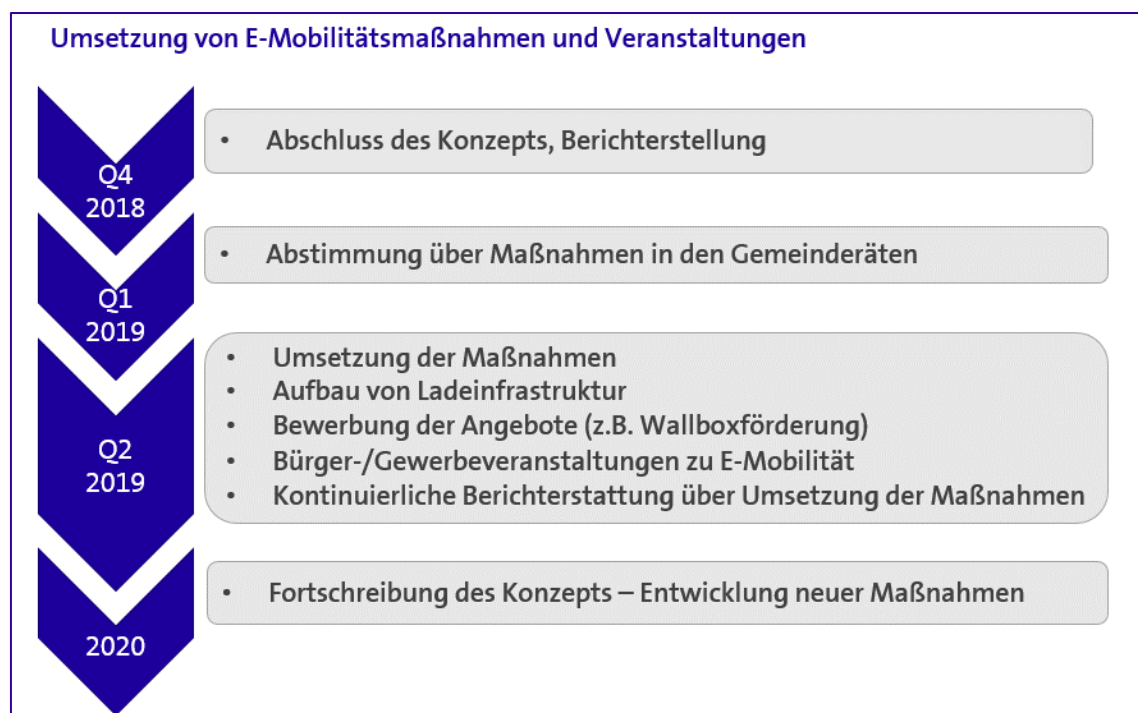 Umsetzung von E-Mobilitätsmaßnahmen und Veranstaltungen
Q4
2018
• Abschluss des Konzepts, Berichterstellung
Q1
2019
• Abstimmung über Maßnahmen in den Gemeinderäten
Q2
2019
• Umsetzung der Maßnahmen
• Aufbau von Ladeinfrastruktur
• Bewerbung der Angebote (z.B. Wallboxförderung)
• Bürger-/Gewerbeveranstaltungen zu E-Mobilität
• Kontinuierliche Berichterstattung über Umsetzung der Maßnahmen
2020
• Fortschreibung des Konzepts – Entwicklung neuer Maßnahmen